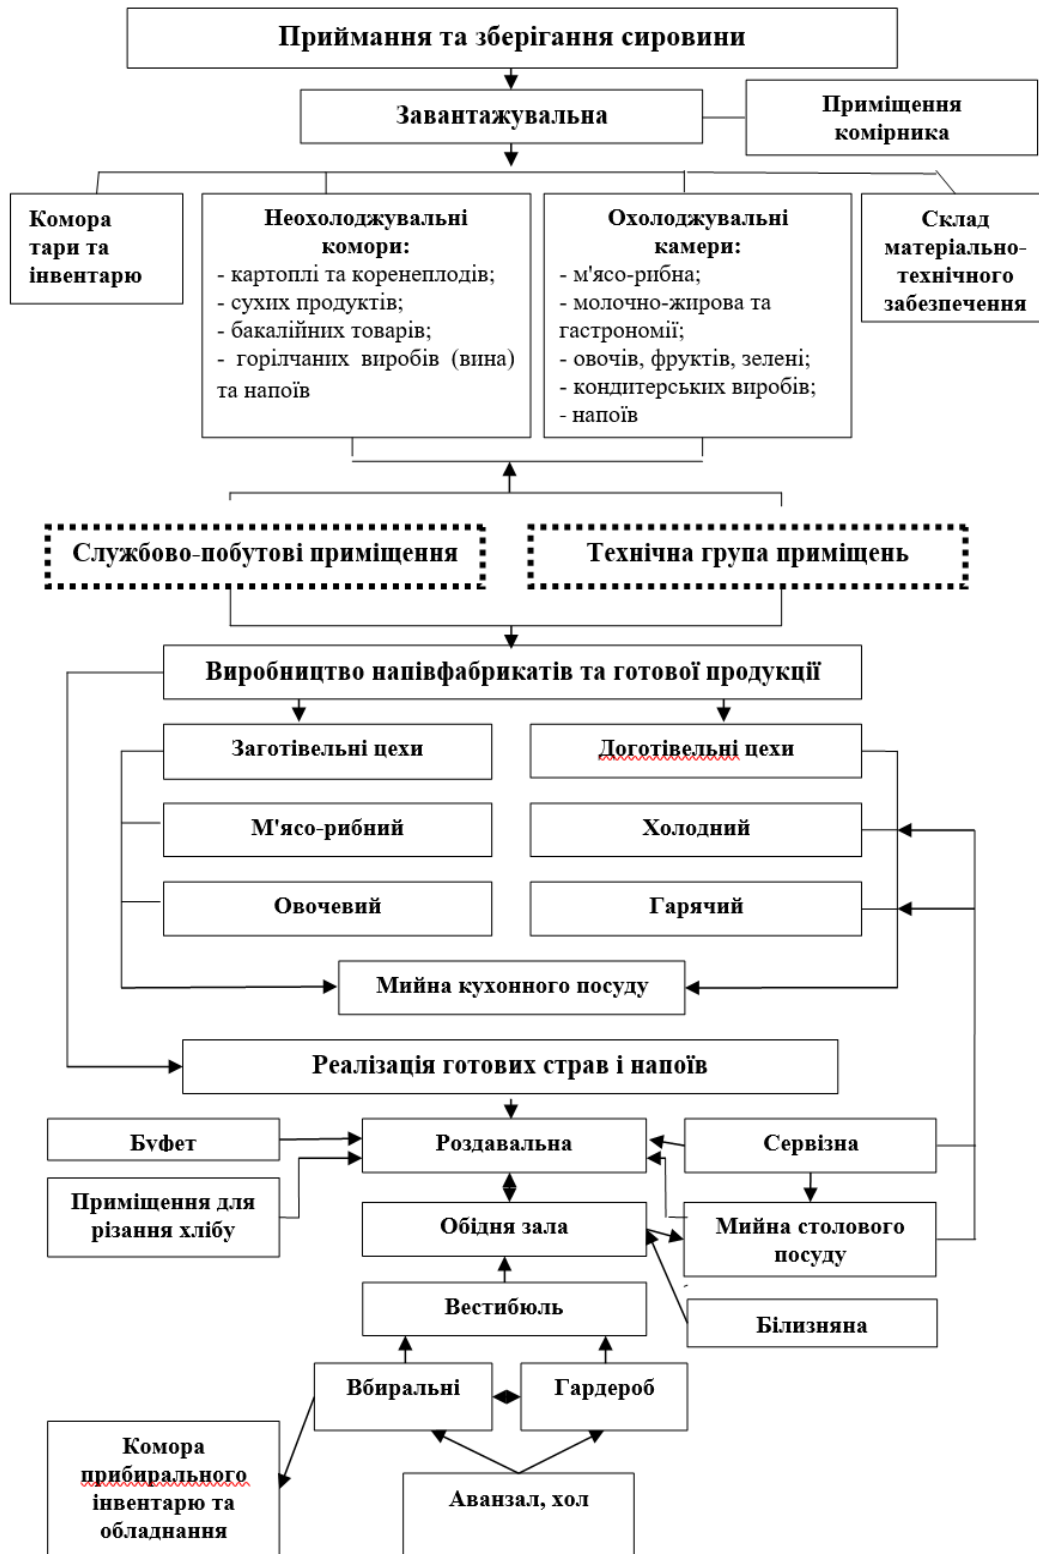 Приймання та зберігання сировини
Завантажувальна
Приміщення
комірника
Комора
тари та
інвентарю
Неохолоджувальні
комори:
- картоплі та коренеплодів;
- сухих продуктів;
- бакалійних товарів;
- горілчаних виробів (вина)
та напоїв
Охолоджувальні
камери:
- м'ясо-рибна;
- молочно-жирова та
гастрономії;
- овочів, фруктів, зелені;
- кондитерських виробів;
- напоїв
Склад
матеріально-
технічного
забезпечення
Службово-побутові приміщення
Технічна група приміщень
Виробництво напівфабрикатів та готової продукції
Заготівельні цехи
Доготівельні цехи
М'ясо-рибний
Холодний
Овочевий
Гарячий
Мийна кухонного посуду
Реалізація готових страв і напоїв
Буфет
Роздавальна
Сервізна
Приміщення для
різання хлібу
Обідня зала
Мийна столового
посуду
Вестибюль
Білизняна
Вбиральні
Гардероб
Комора
прибирального
інвентарю та
обладнання
Аванзал, хол